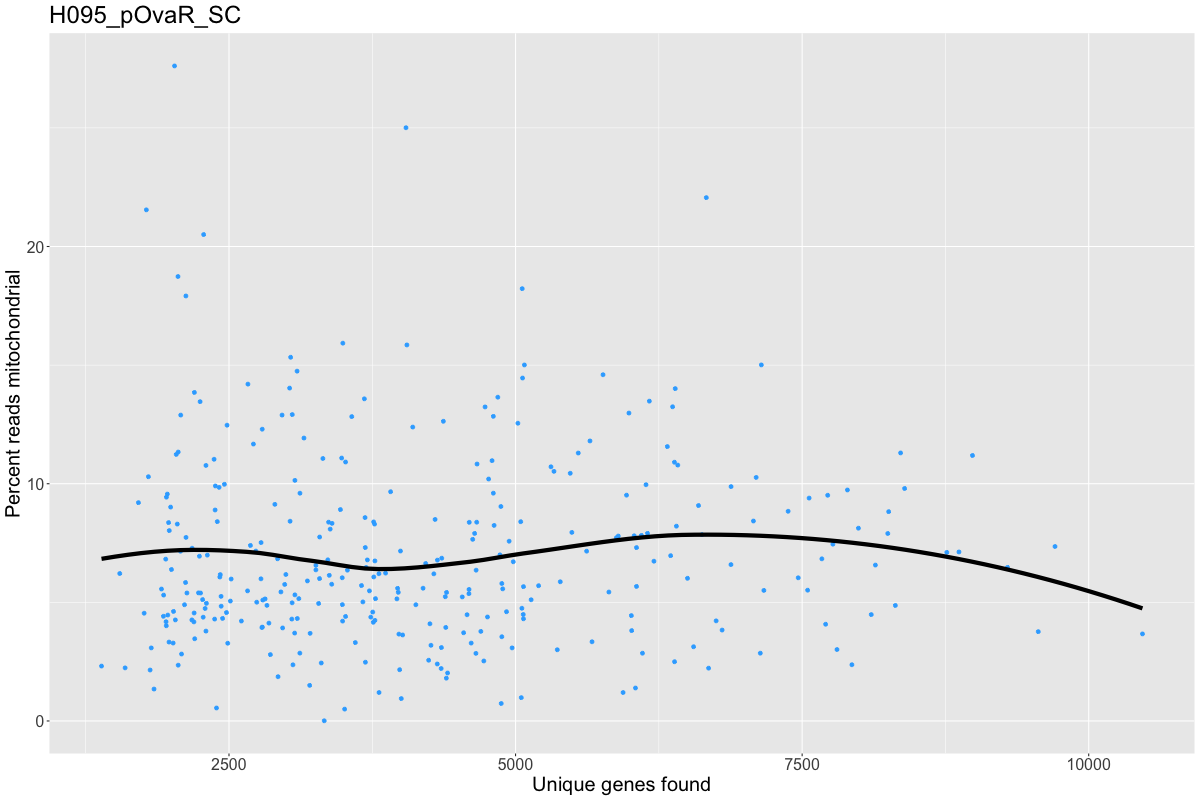 H095_pOvaR_SC
Percent reads mitochondrial
20
10
0
2500 5000 7500 10000
Unique genes found